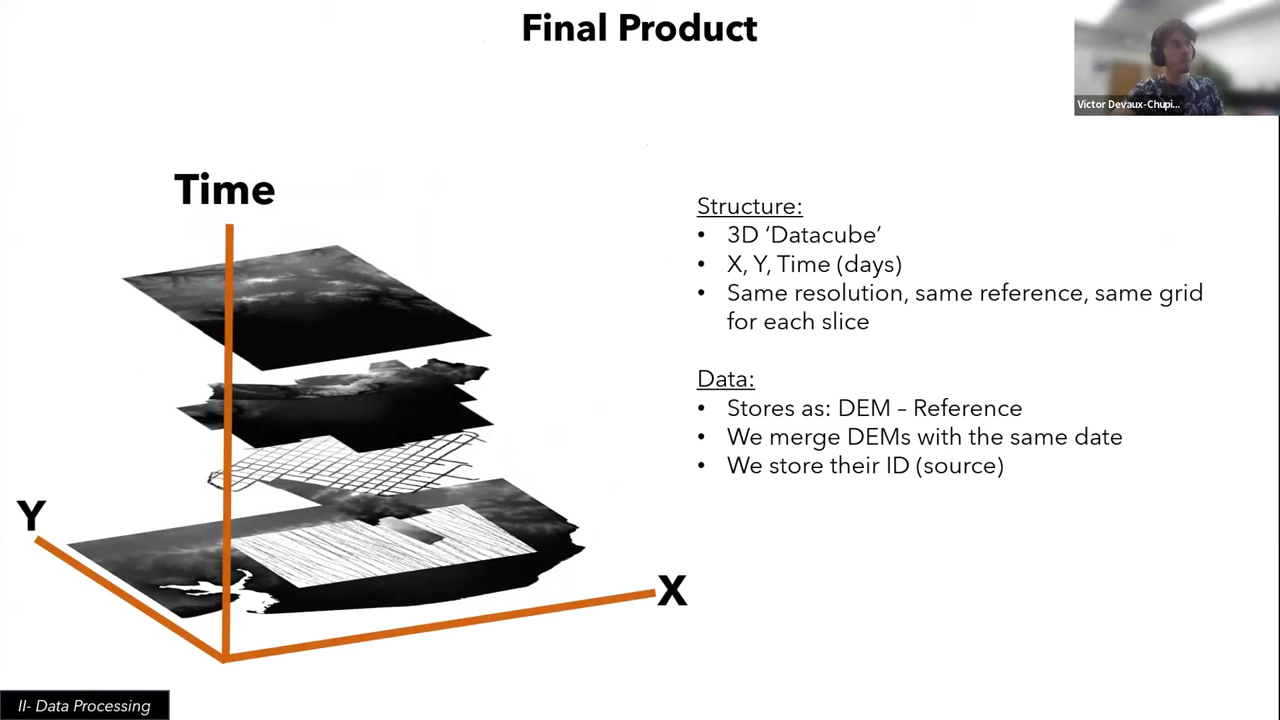 Final Product
Victor Devaux-Chupi...
Time
Y
X
Structure:
• 3D ‘Datacube’
• X, Y, Time (days)
• Same resolution, same reference, same grid
for each slice
Data:
• Stores as: DEM – Reference
• We merge DEMs with the same date
• We store their ID (source)
II- Data Processing